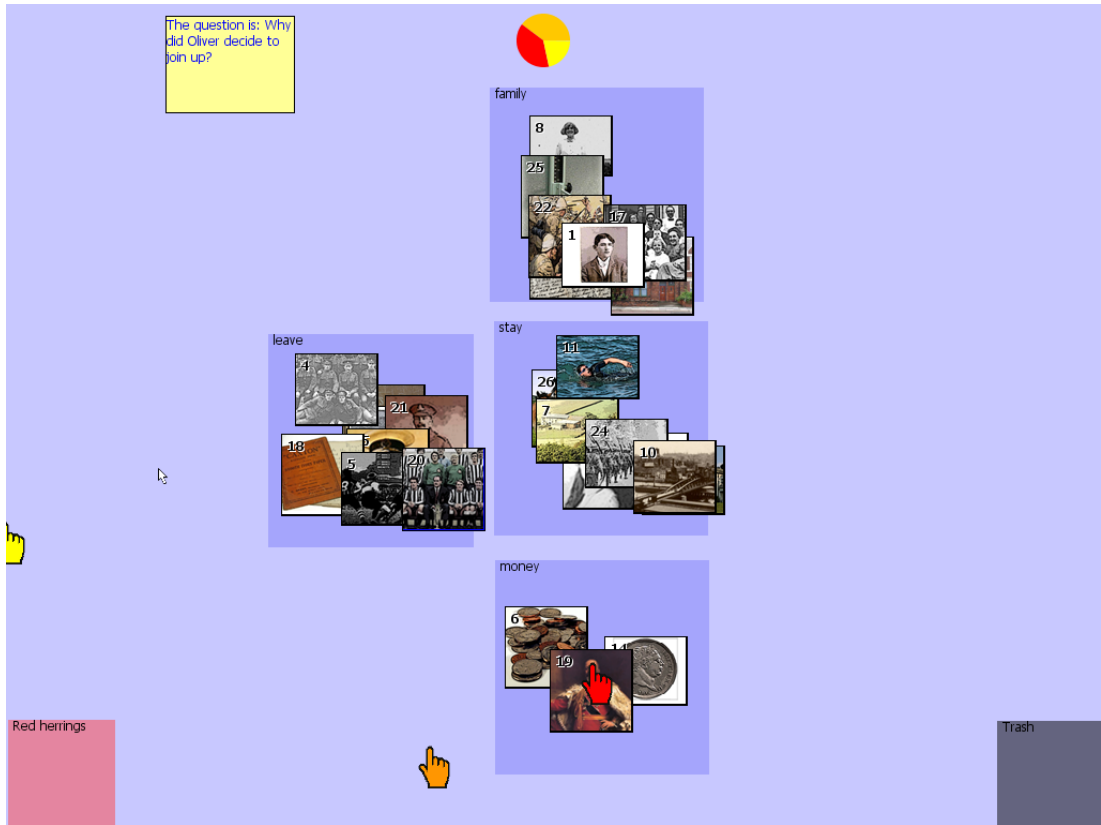 The question is: Why
did Oliver decide to
join up?
family
8
25
22
17
1
leave
stay
4
11
26
21
7
18
24
5
20
10
money
6
14
19
Red herrings
Trash